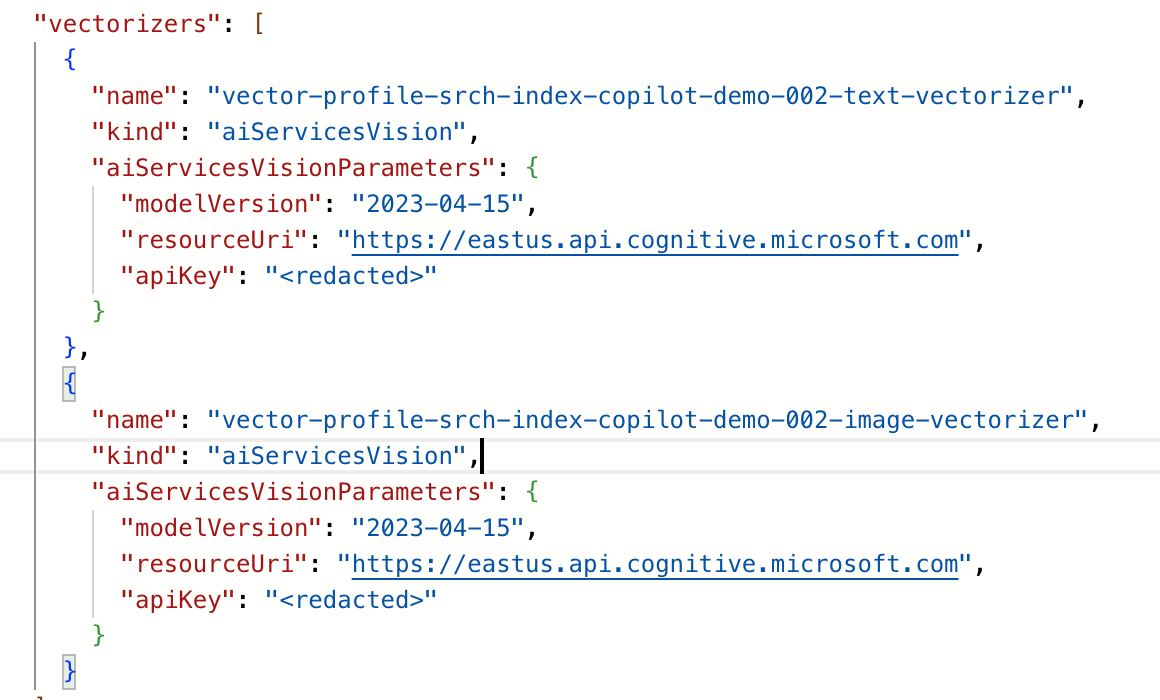 "vectorizers": [
{
"name": "vector-profile-srch-index-copilot-demo-002-text-vectorizer",
"kind": "aiServicesVision",
"aiServicesVisionParameters": {
"modelVersion": "2023-04-15",
"resourceUri": "https://eastus.api.cognitive.microsoft.com",
"apiKey": "<redacted>"
}
},
{
"name": "vector-profile-srch-index-copilot-demo-002-image-vectorizer",
"kind": "aiServicesVision",
"aiServicesVisionParameters": {
"modelVersion": "2023-04-15",
"resourceUri": "https://eastus.api.cognitive.microsoft.com",
"apiKey": "<redacted>"
}
}